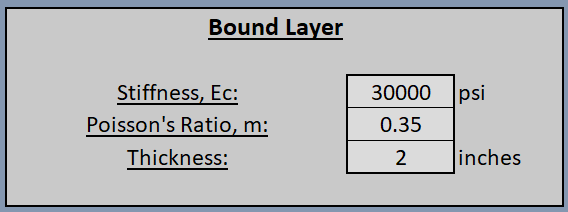 Bound Layer
Stiffness, Ec: 30000 psi
Poisson's Ratio, m: 0.35
Thickness: 2 inches